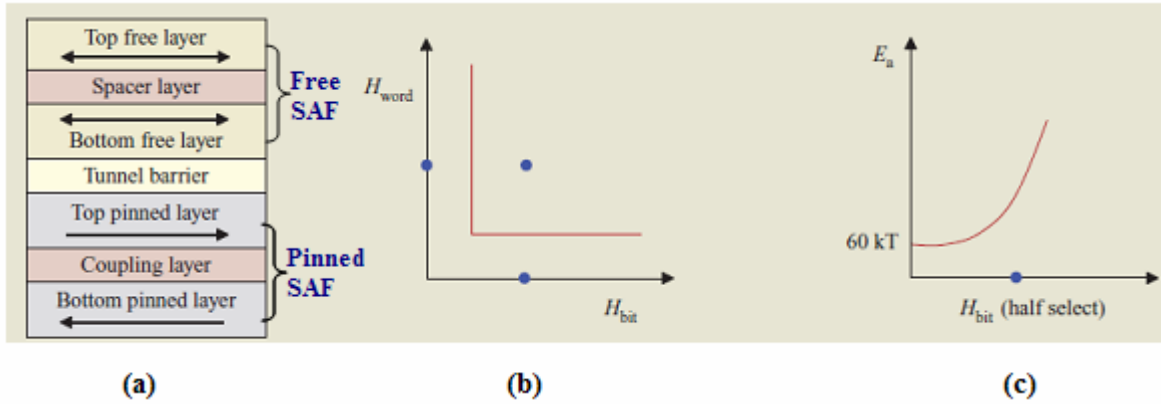 Top free layer
Spacer layer
Bottom free layer
Tunnel barrier
Top pinned layer
Coupling layer
Bottom pinned layer
Free
SAF
Pinned
SAF
(a)
H_word
H_bit
(b)
E_a
60 kT
H_bit (half select)
(c)